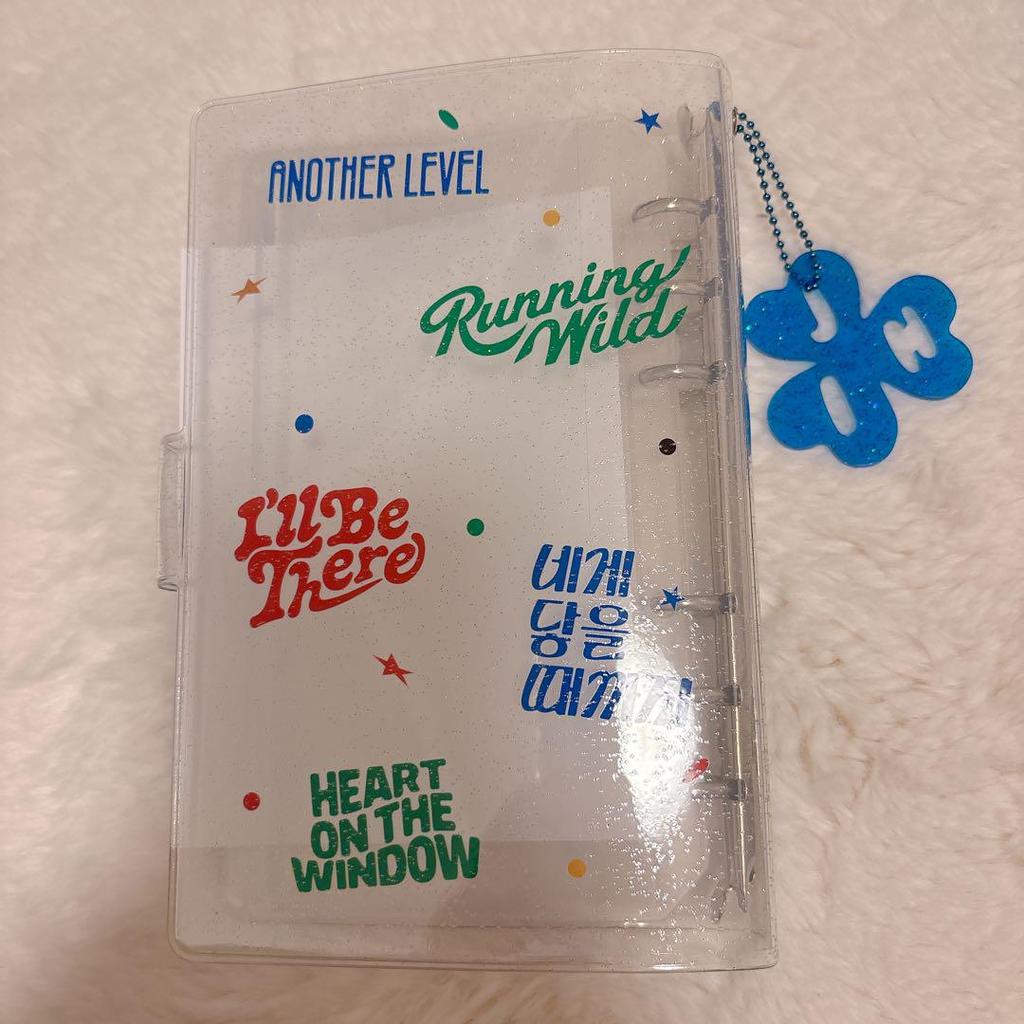 ANOTHER LEVEL
Running
Wild
I'll Be
There
네게
닿을
때까지
HEART
ON THE
WINDOW
J
H